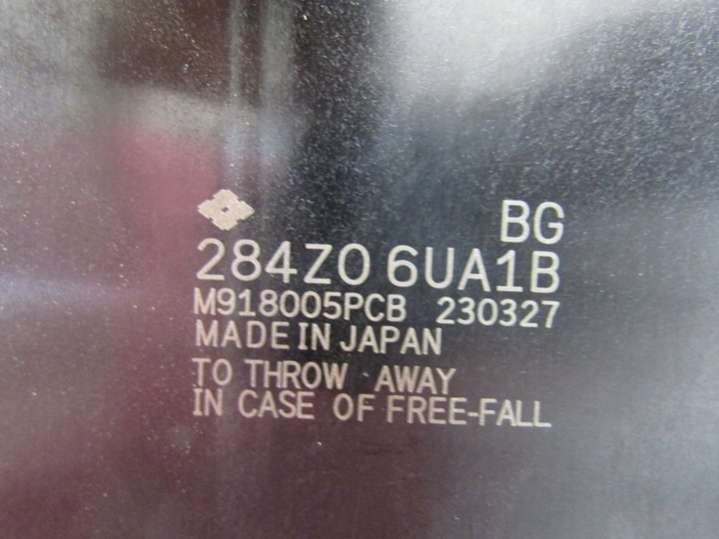 BG
284Z0 6UA1B
M918005PCB 230327
MADE IN JAPAN
TO THROW AWAY
IN CASE OF FREE-FALL